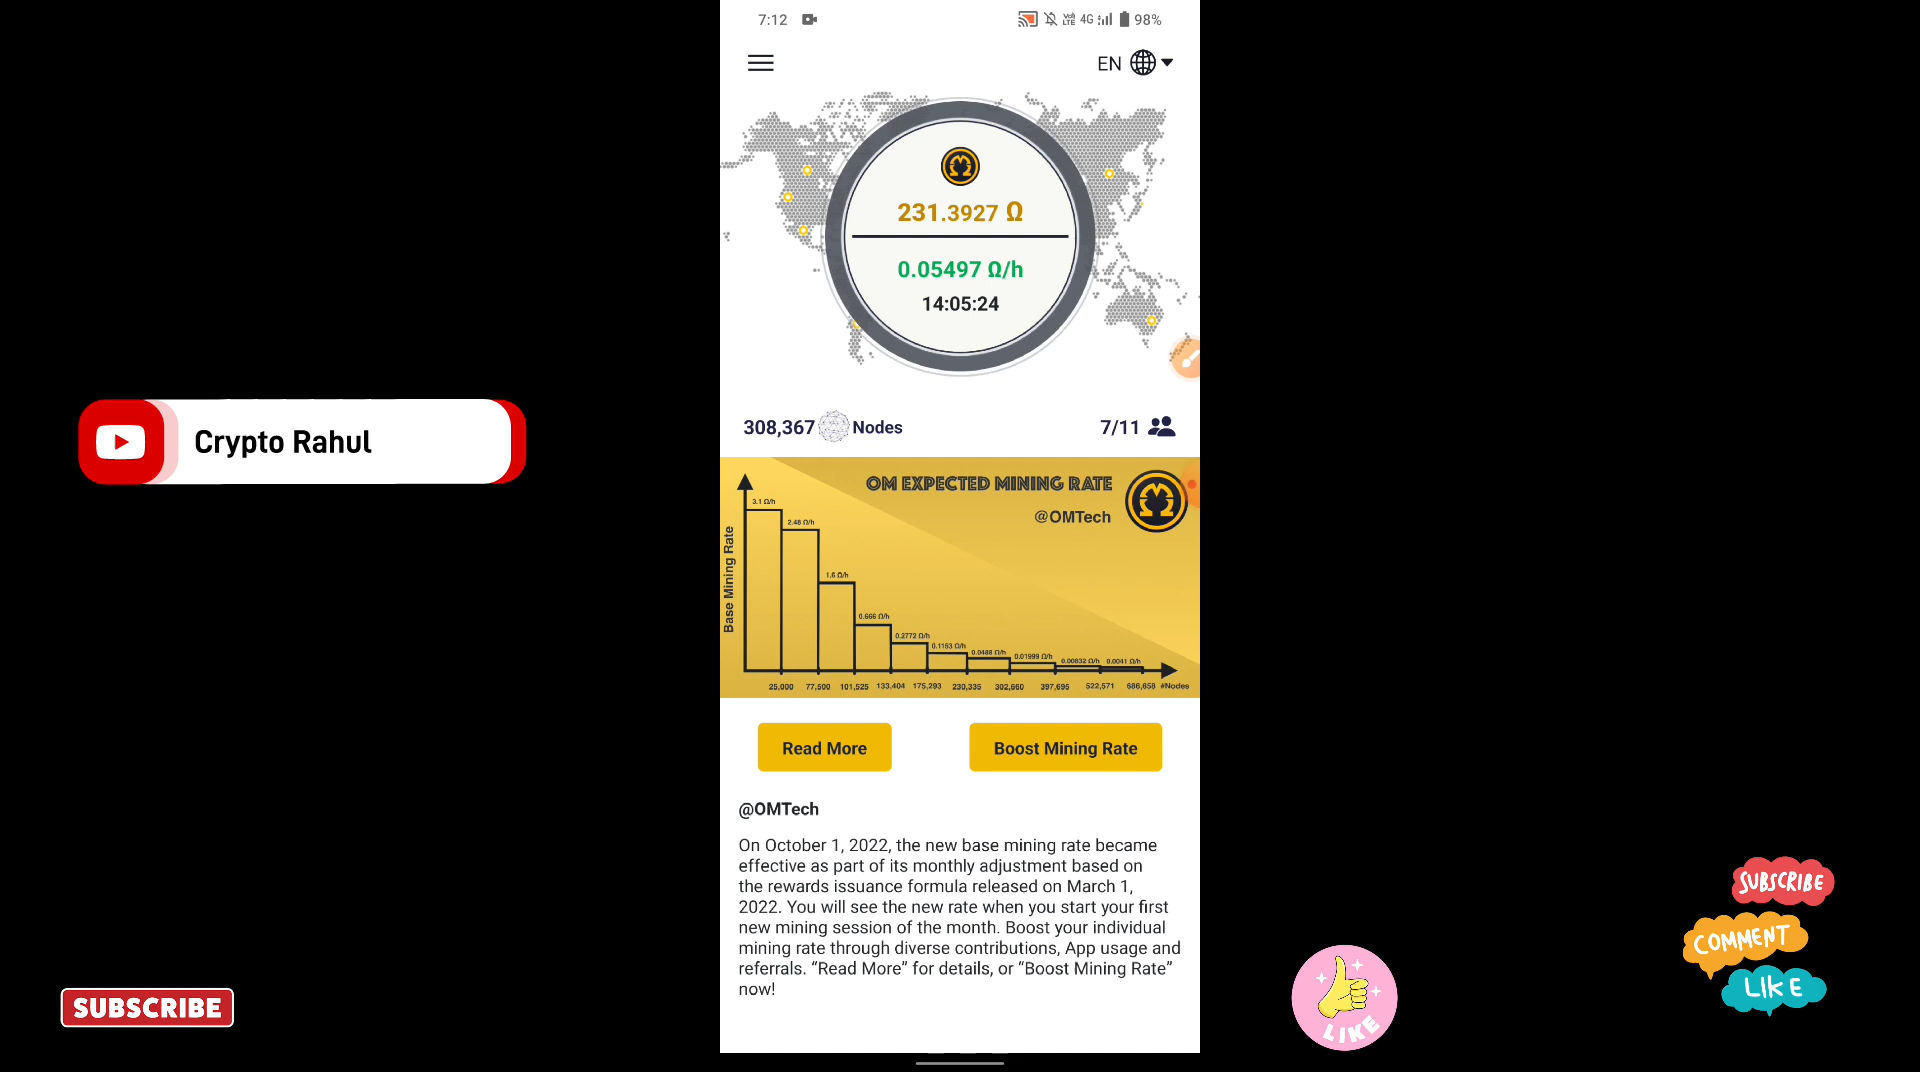 7:12
VoLTE 4G 98%
EN
231.3927 Ω
0.05497 Ω/h
14:05:24
308,367 Nodes
7/11
OM EXPECTED MINING RATE
@OMTech
Base Mining Rate
3.1 Ω/h
2.48 Ω/h
1.6 Ω/h
0.666 Ω/h
0.2772 Ω/h
0.1153 Ω/h
0.0488 Ω/h
0.01999 Ω/h
0.00832 Ω/h
0.0041 Ω/h
25,000 77,500 101,525 133,404 175,293 230,335 302,660 397,695 522,571 686,658 #Nodes
Read More
Boost Mining Rate
@OMTech
On October 1, 2022, the new base mining rate became
effective as part of its monthly adjustment based on
the rewards issuance formula released on March 1,
2022. You will see the new rate when you start your first
new mining session of the month. Boost your individual
mining rate through diverse contributions, App usage and
referrals. “Read More” for details, or “Boost Mining Rate”
now!
Crypto Rahul
SUBSCRIBE
LIKE
SUBSCRIBE
COMMENT
LIKE